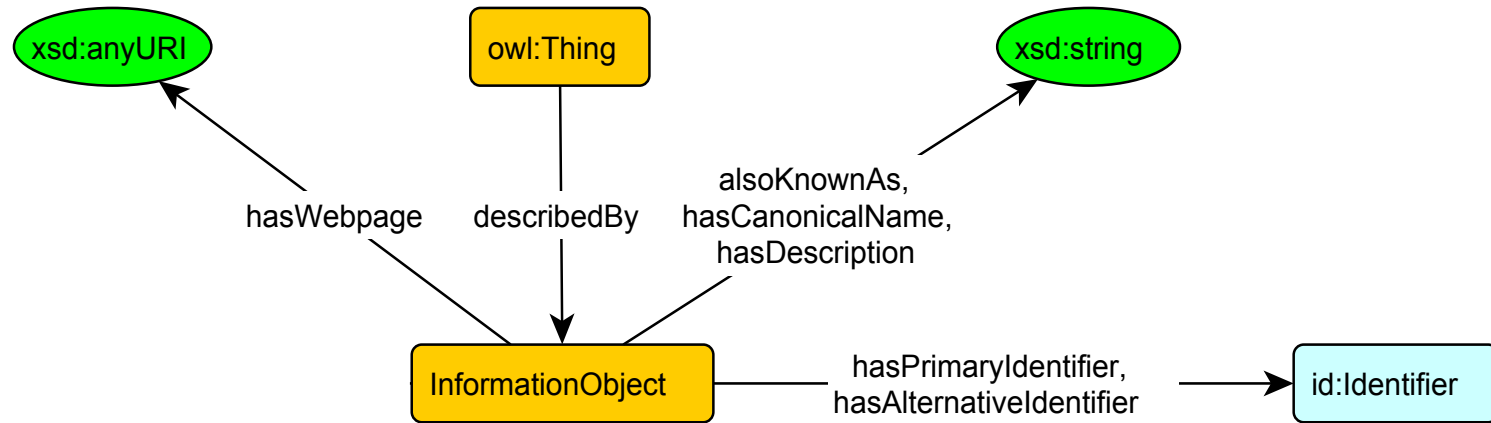 xsd:anyURI
owl:Thing
xsd:string
hasWebpage
describedBy
alsoKnownAs,
hasCanonicalName,
hasDescription
InformationObject
hasPrimaryIdentifier,
hasAlternativeIdentifier
id:Identifier